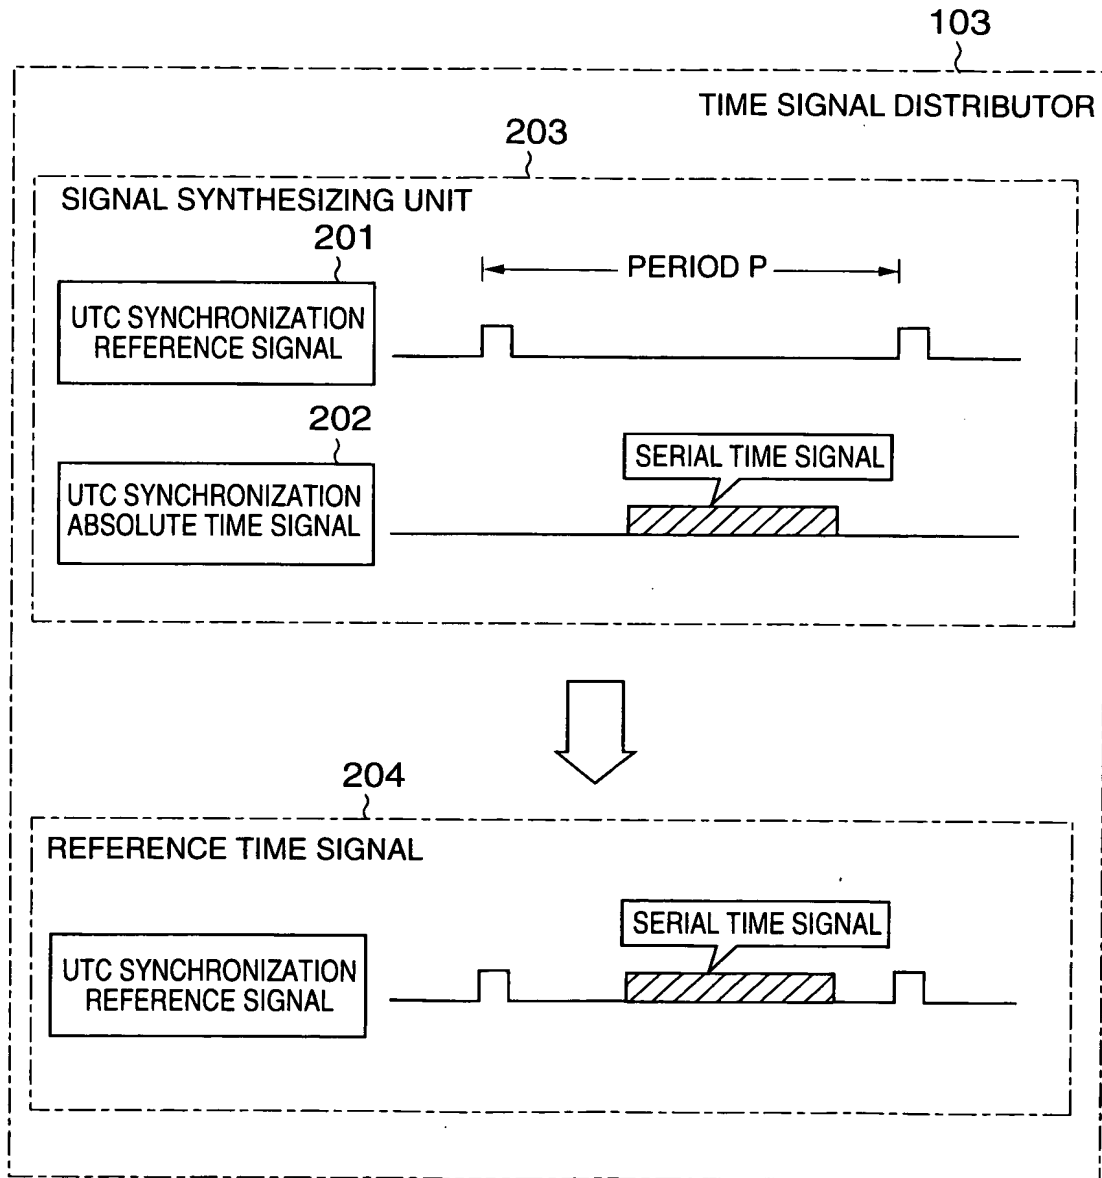 103
TIME SIGNAL DISTRIBUTOR
203
SIGNAL SYNTHESIZING UNIT
201
PERIOD P
UTC SYNCHRONIZATION
REFERENCE SIGNAL
202
SERIAL TIME SIGNAL
UTC SYNCHRONIZATION
ABSOLUTE TIME SIGNAL
204
REFERENCE TIME SIGNAL
SERIAL TIME SIGNAL
UTC SYNCHRONIZATION
REFERENCE SIGNAL